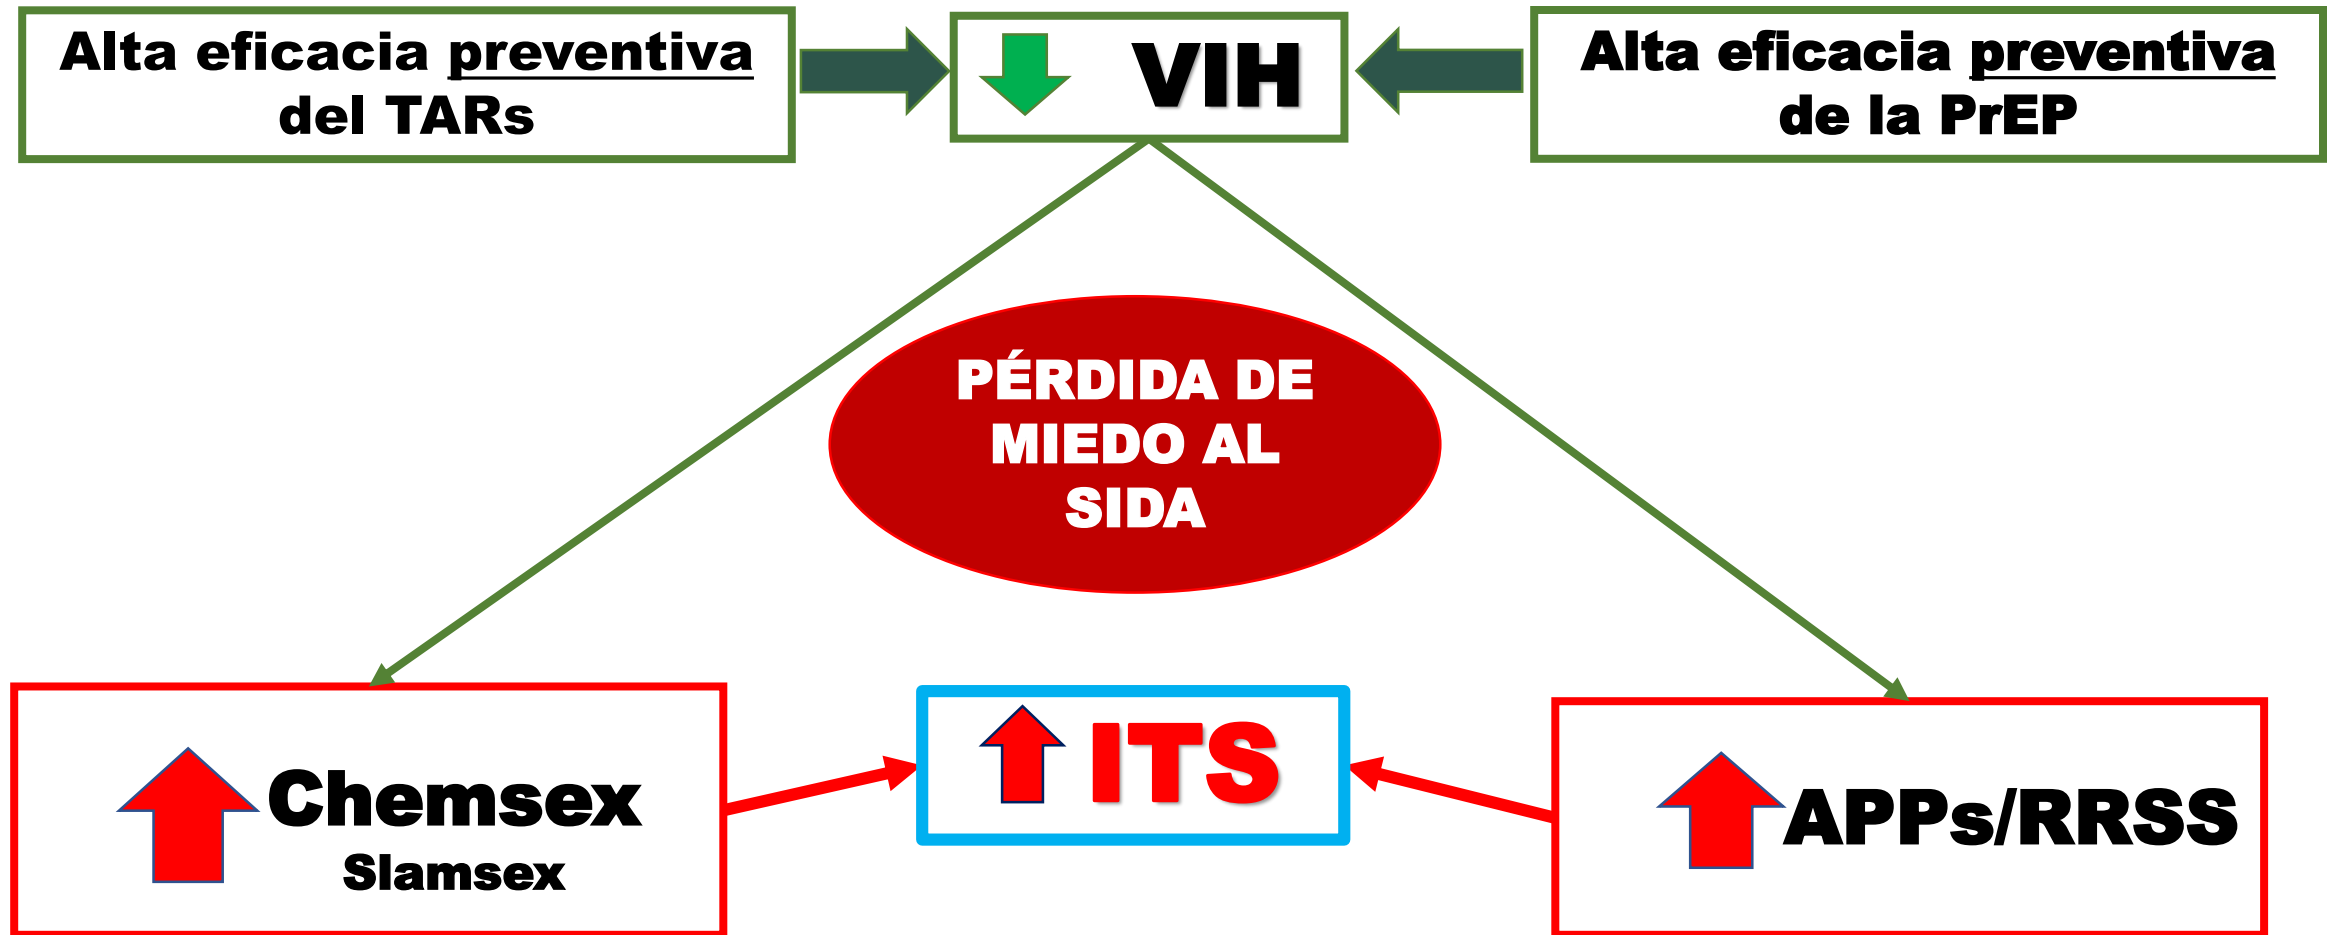 Alta eficacia preventiva
del TARs
VIH
Alta eficacia preventiva
de la PrEP
PÉRDIDA DE
MIEDO AL
SIDA
Chemsex
Slamsex
ITS
APPs/RRSS